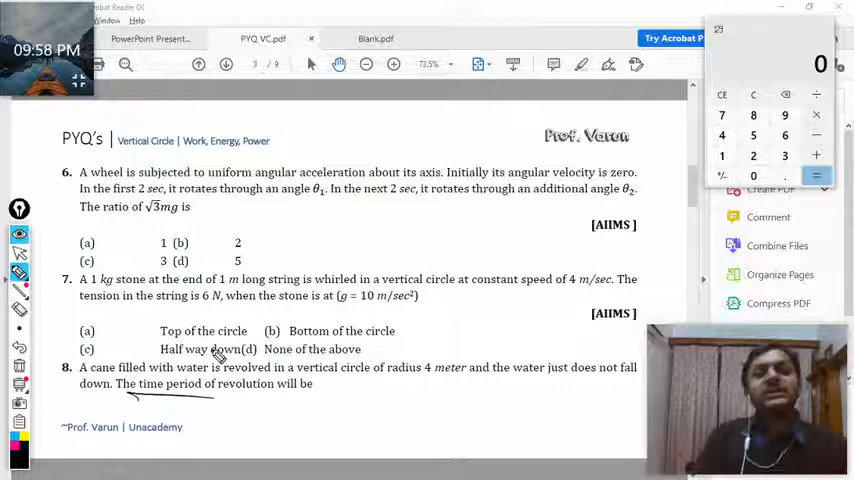 Acrobat Reader DC
Window Help
09:58 PM
PowerPoint Present...
PYQ VC.pdf
Blank.pdf
Try Acrobat P
3 / 9
73.5%
0
CE C
7 8 9 ×
4 5 6 −
1 2 3 +
+/- 0 . =
Create PDF
Comment
Combine Files
Organize Pages
Compress PDF
PYQ's | Vertical Circle | Work, Energy, Power
Prof. Varun
6. A wheel is subjected to uniform angular acceleration about its axis. Initially its angular velocity is zero.
In the first 2 sec, it rotates through an angle θ₁. In the next 2 sec, it rotates through an additional angle θ₂.
The ratio of √3mg is
[AIIMS ]
(a) 1 (b) 2
(c) 3 (d) 5
7. A 1 kg stone at the end of 1 m long string is whirled in a vertical circle at constant speed of 4 m/sec. The
tension in the string is 6 N, when the stone is at (g = 10 m/sec²)
[AIIMS ]
(a) Top of the circle (b) Bottom of the circle
(c) Half way down(d) None of the above
8. A cane filled with water is revolved in a vertical circle of radius 4 meter and the water just does not fall
down. The time period of revolution will be
~Prof. Varun | Unacademy